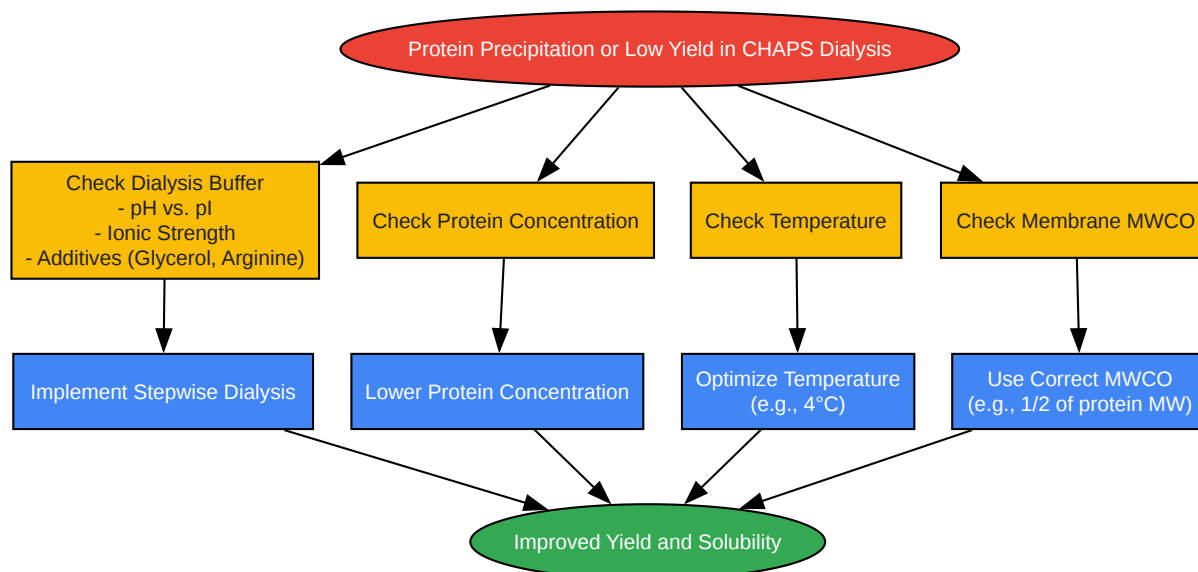 Protein Precipitation or Low Yield in CHAPS Dialysis
Check Dialysis Buffer
- pH vs. pI
- Ionic Strength
- Additives (Glycerol, Arginine)
Check Protein Concentration
Check Temperature
Check Membrane MWCO
Implement Stepwise Dialysis
Lower Protein Concentration
Optimize Temperature
(e.g., 4°C)
Use Correct MWCO
(e.g., 1/2 of protein MW)
Improved Yield and Solubility